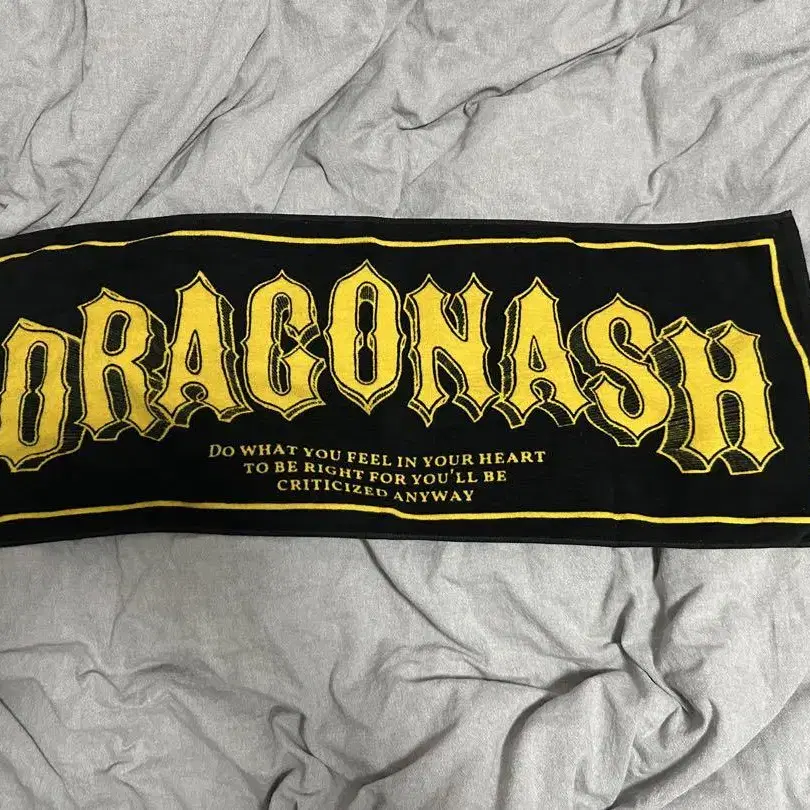 DRAGONASH
DO WHAT YOU FEEL IN YOUR HEART
TO BE RIGHT FOR YOU'LL BE
CRITICIZED ANYWAY